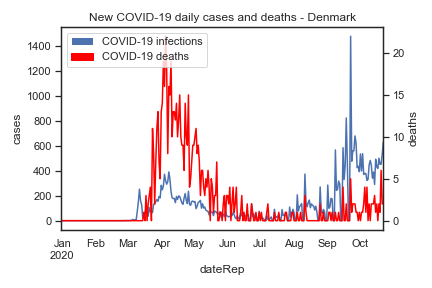 New COVID-19 daily cases and deaths - Denmark
COVID-19 infections
COVID-19 deaths
1400
1200
1000
800
600
400
200
0
cases
20
15
10
5
0
deaths
Jan Feb Mar Apr May Jun Jul Aug Sep Oct
2020
dateRep